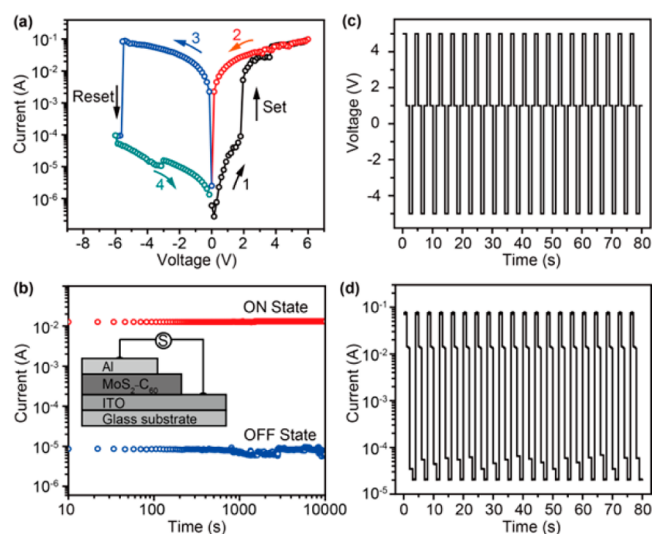 (a)
Current (A)
10⁻¹
10⁻²
10⁻³
10⁻⁴
10⁻⁵
10⁻⁶
3
2
Reset
Set
4
1
-8 -6 -4 -2 0 2 4 6 8
Voltage (V)
(c)
Voltage (V)
4
2
0
-2
-4
0 10 20 30 40 50 60 70 80
Time (s)
(b)
Current (A)
10⁻¹
10⁻²
10⁻³
10⁻⁴
10⁻⁵
10⁻⁶
ON State
S
Al
MoS₂-C₆₀
ITO
Glass substrate
OFF State
10 100 1000 10000
Time (s)
(d)
Current (A)
10⁻¹
10⁻²
10⁻³
10⁻⁴
10⁻⁵
0 10 20 30 40 50 60 70 80
Time (s)